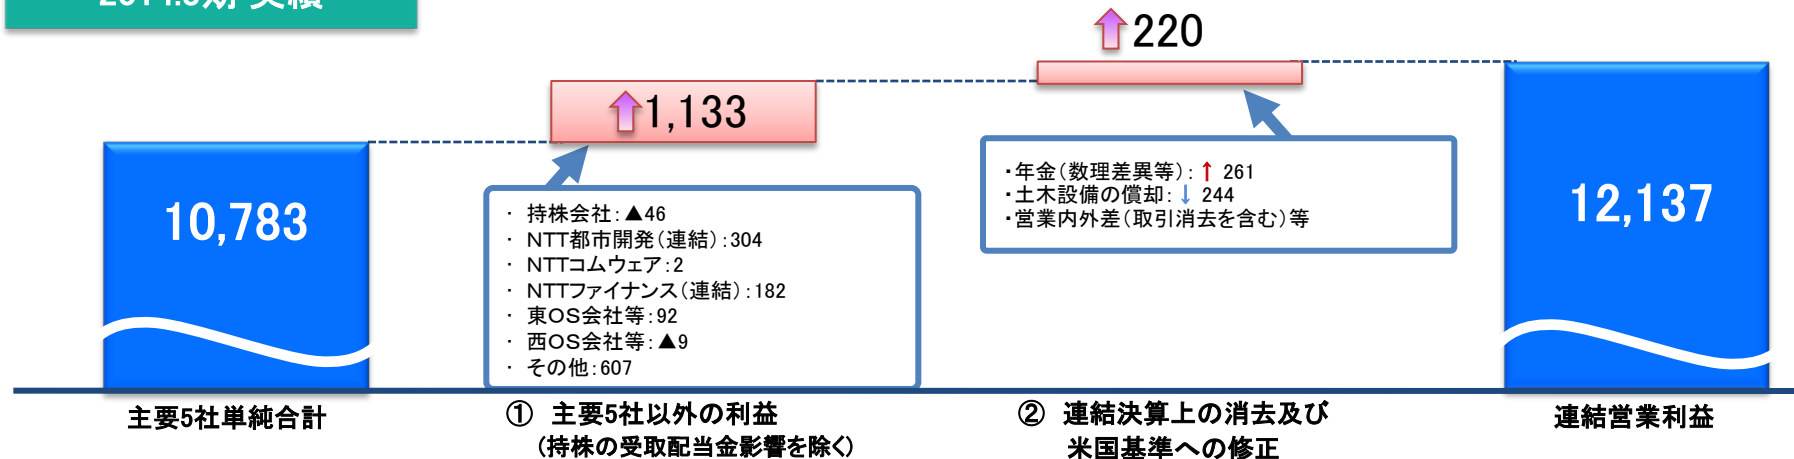 ↑1,133
↑220
10,783
12,137
・ 持株会社:▲46
・ NTT都市開発(連結):304
・ NTTコムウェア:2
・ NTTファイナンス(連結):182
・ 東OS会社等:92
・ 西OS会社等:▲9
・ その他:607
・年金(数理差異等):↑ 261
・土木設備の償却:↓ 244
・営業内外差(取引消去を含む)等
主要5社単純合計
① 主要5社以外の利益
(持株の受取配当金影響を除く)
② 連結決算上の消去及び
米国基準への修正
連結営業利益